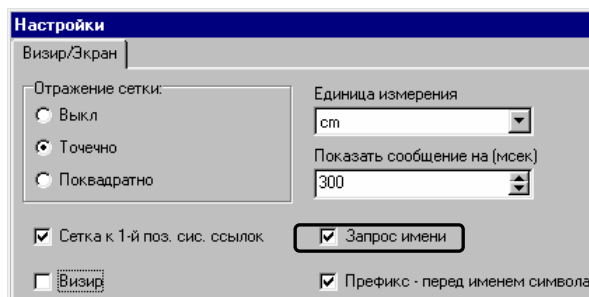 Настройки
Визир/Экран
Отражение сетки:
Выкл
Точечно
Поквадратно
Единица измерения
cm
Показать сообщение на (мсек)
300
Сетка к 1-й поз. сис. ссылок
Запрос имени
Визир
Префикс - перед именем символа